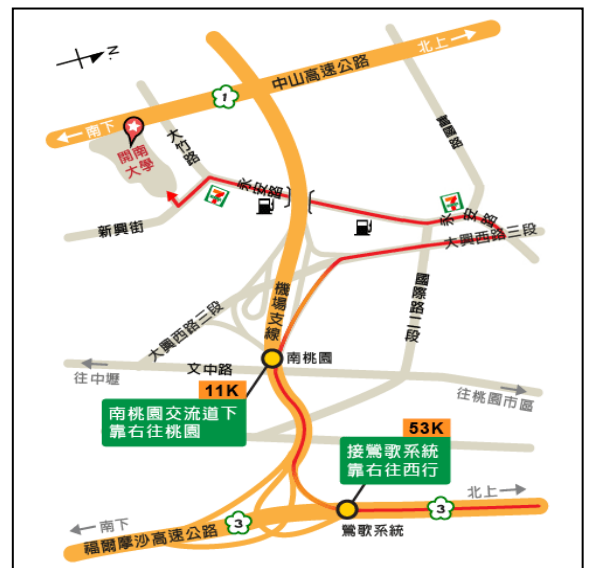 N
北上
中山高速公路
1
南下
開南
大學
大竹路
富國路
永安路
7
7
永安路
新興街
大興西路三段
機場支線
國際路二段
大興西路三段
南桃園
文中路
往中壢
往桃園市區
11K
南桃園交流道下
靠右往桃園
53K
接鶯歌系統
靠右往西行
北上
3
南下
3
福爾摩沙高速公路
鶯歌系統